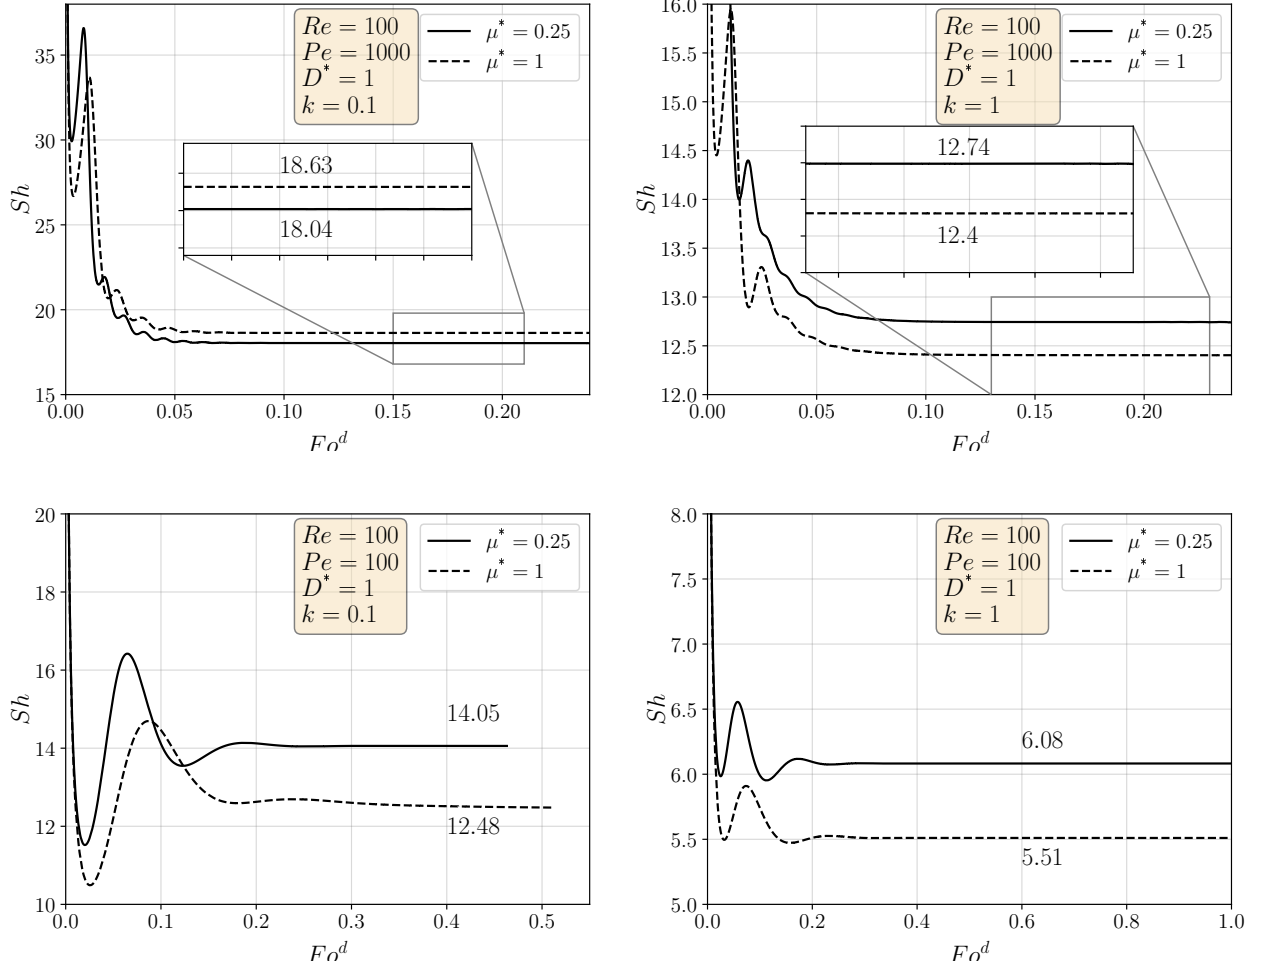 Re = 100
Pe = 1000
D* = 1
k = 0.1
μ* = 0.25
μ* = 1
18.63
18.04
35
30
25
20
15
Sh
0.00 0.05 0.10 0.15 0.20
Fo^d
Re = 100
Pe = 1000
D* = 1
k = 1
μ* = 0.25
μ* = 1
12.74
12.4
16.0
15.5
15.0
14.5
14.0
13.5
13.0
12.5
12.0
Sh
0.00 0.05 0.10 0.15 0.20
Fo^d
Re = 100
Pe = 100
D* = 1
k = 0.1
μ* = 0.25
μ* = 1
14.05
12.48
20
18
16
14
12
10
Sh
0.0 0.1 0.2 0.3 0.4 0.5
Fo^d
Re = 100
Pe = 100
D* = 1
k = 1
μ* = 0.25
μ* = 1
6.08
5.51
8.0
7.5
7.0
6.5
6.0
5.5
5.0
Sh
0.0 0.2 0.4 0.6 0.8 1.0
Fo^d